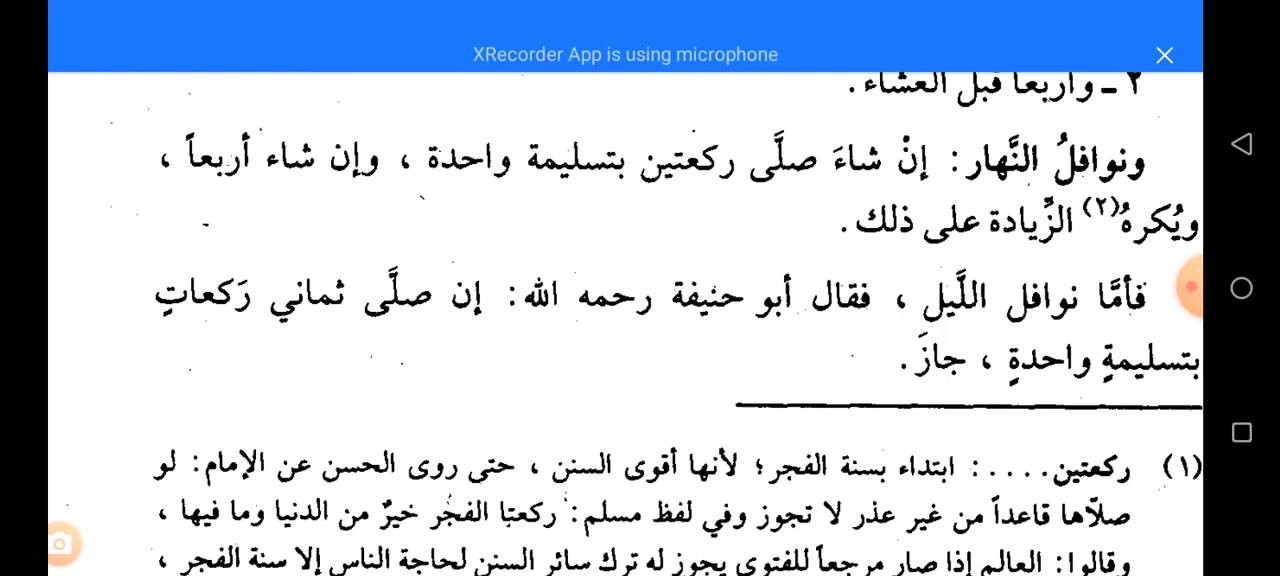 XRecorder App is using microphone
٢ ـ وأربعاً قبل العشاء .
ونوافلُ النَّهار : إنْ شاءَ صلَّى ركعتين بتسليمة واحدة ، وإن شاء أربعاً ،
ويُكرهُ(٢) الزِّيادة على ذلك .
فأمَّا نوافل اللَّيل ، فقال أبو حنيفة رحمه الله : إن صلَّى ثماني رَكعاتٍ
بتسليمةٍ واحدةٍ ، جازَ .
(١) ركعتين .... : ابتداء بسنة الفجر ؛ لأنها أقوى السنن ، حتى روى الحسن عن الإمام : لو
صلّاها قاعداً من غير عذر لا تجوز وفي لفظ مسلم : ركعتا الفجر خيرٌ من الدنيا وما فيها ،
وقالوا : العالم إذا صار مرجعاً للفتوى يجوز له ترك سائر السنن لحاجة الناس إلا سنة الفجر ،